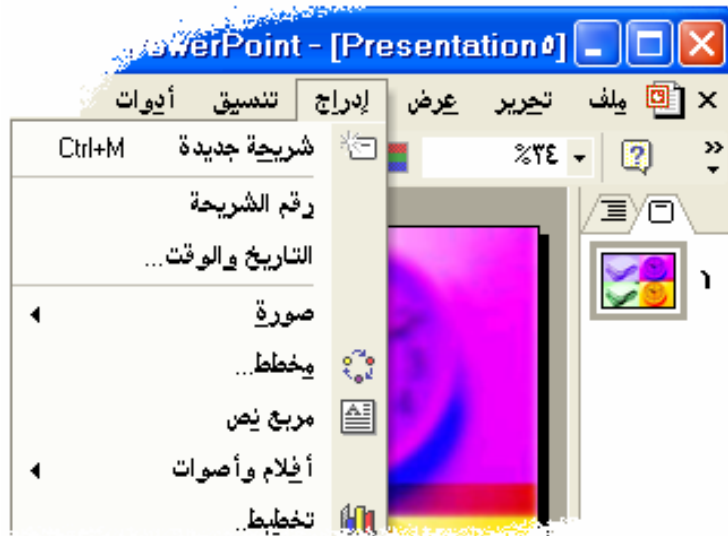 PowerPoint - [Presentation٥]
ملف تحرير عرض إدراج تنسيق أدوات
٣٤%
شريحة جديدة Ctrl+M
رقم الشريحة
التاريخ والوقت...
صورة
مخطط...
مربع نص
أفلام وأصوات
تخطيط...
١